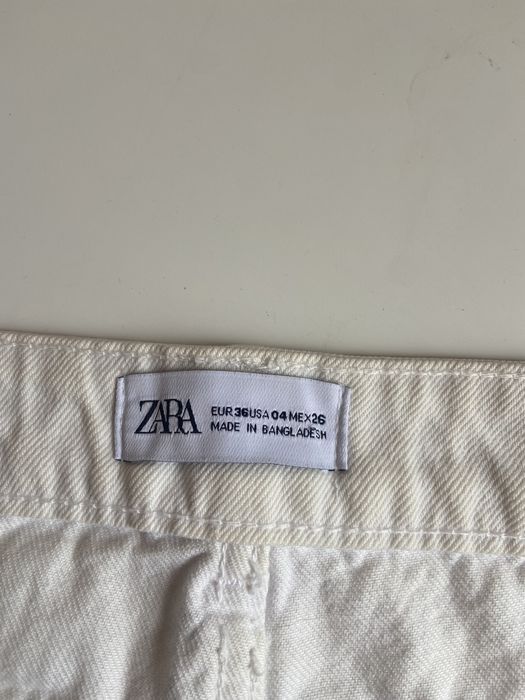 ZARA
EUR 36 USA 04 MEX 26
MADE IN BANGLADESH